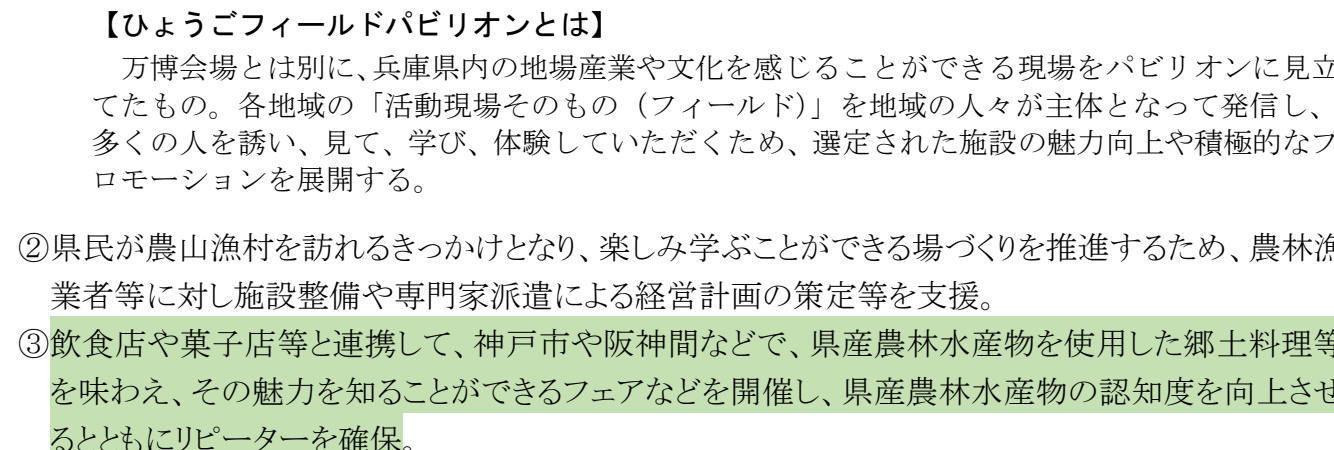 【ひょうごフィールドパビリオンとは】
万博会場とは別に、兵庫県内の地場産業や文化を感じることができる現場をパビリオンに見立
てたもの。各地域の「活動現場そのもの（フィールド）」を地域の人々が主体となって発信し、
多くの人を誘い、見て、学び、体験していただくため、選定された施設の魅力向上や積極的なプ
ロモーションを展開する。
②県民が農山漁村を訪れるきっかけとなり、楽しみ学ぶことができる場づくりを推進するため、農林漁
業者等に対し施設整備や専門家派遣による経営計画の策定等を支援。
③飲食店や菓子店等と連携して、神戸市や阪神間などで、県産農林水産物を使用した郷土料理等
を味わえ、その魅力を知ることができるフェアなどを開催し、県産農林水産物の認知度を向上させ
るとともにリピーターを確保。